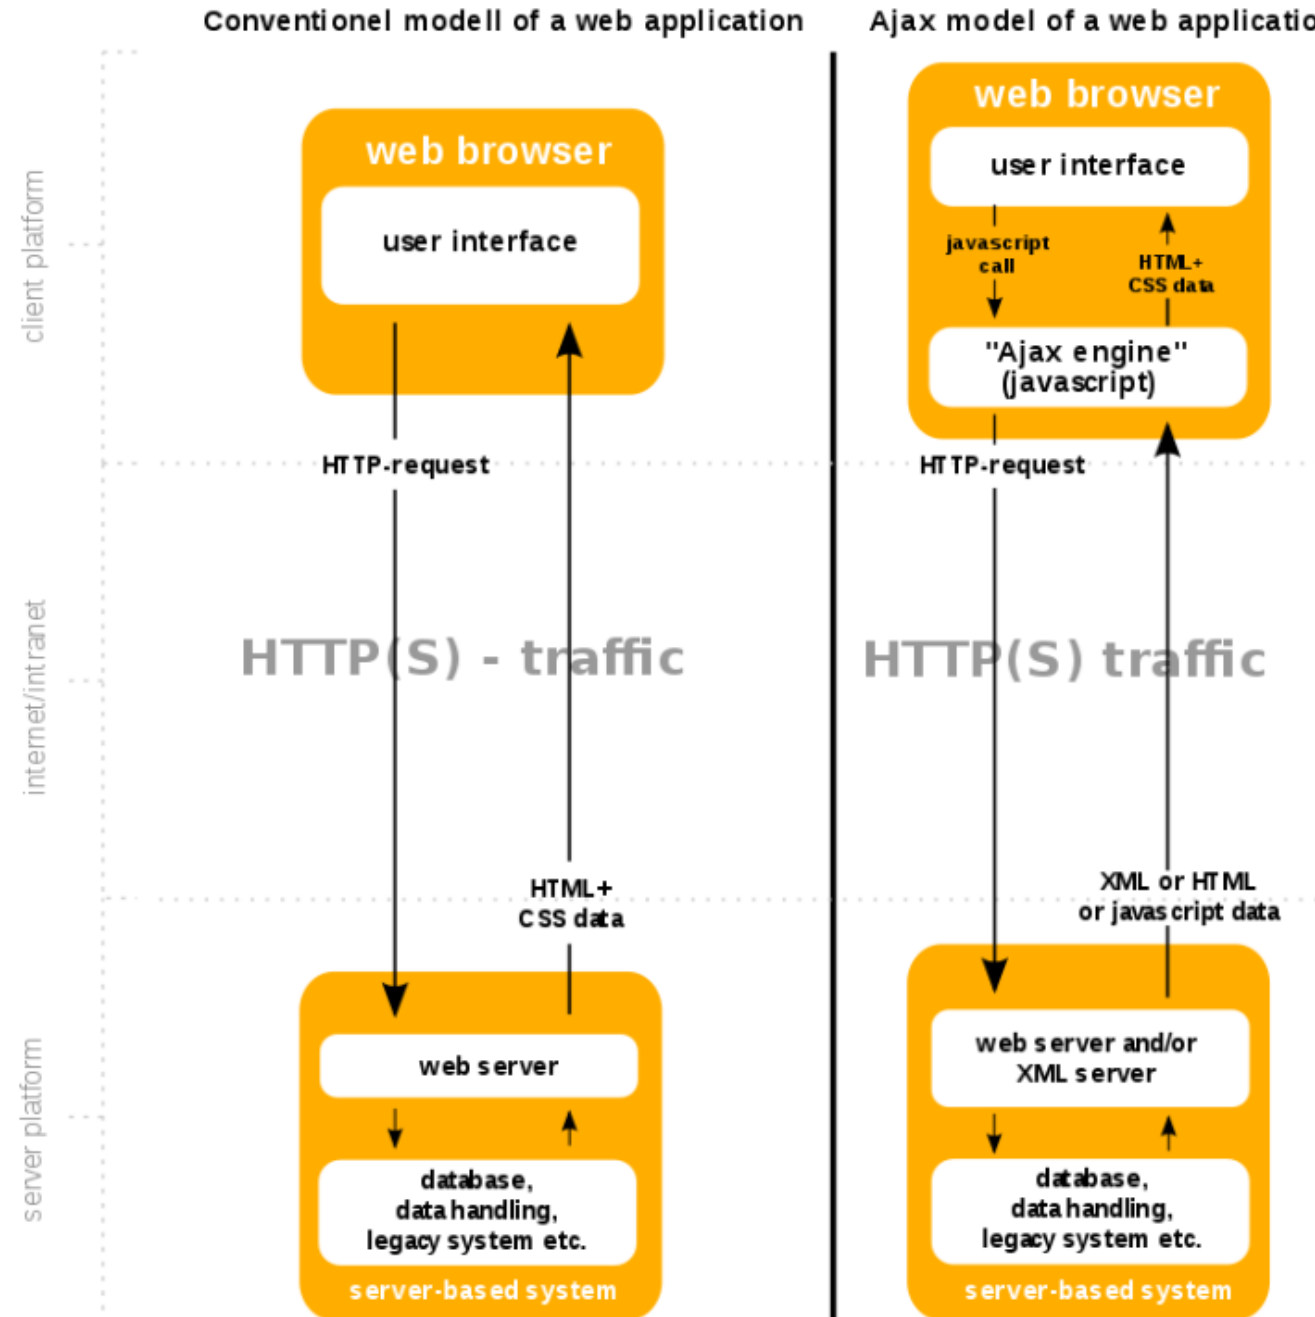 Conventionel modell of a web application
web browser
user interface
HTTP-request
HTTP(S) - traffic
HTML+
CSS data
web server
database,
data handling,
legacy system etc.
server-based system
Ajax model of a web applicatio
web browser
user interface
javascript
call
HTML+
CSS data
"Ajax engine"
(javascript)
HTTP-request
HTTP(S) traffic
XML or HTML
or javascript data
web server and/or
XML server
database,
data handling,
legacy system etc.
server-based system
client platform
internet/intranet
server platform